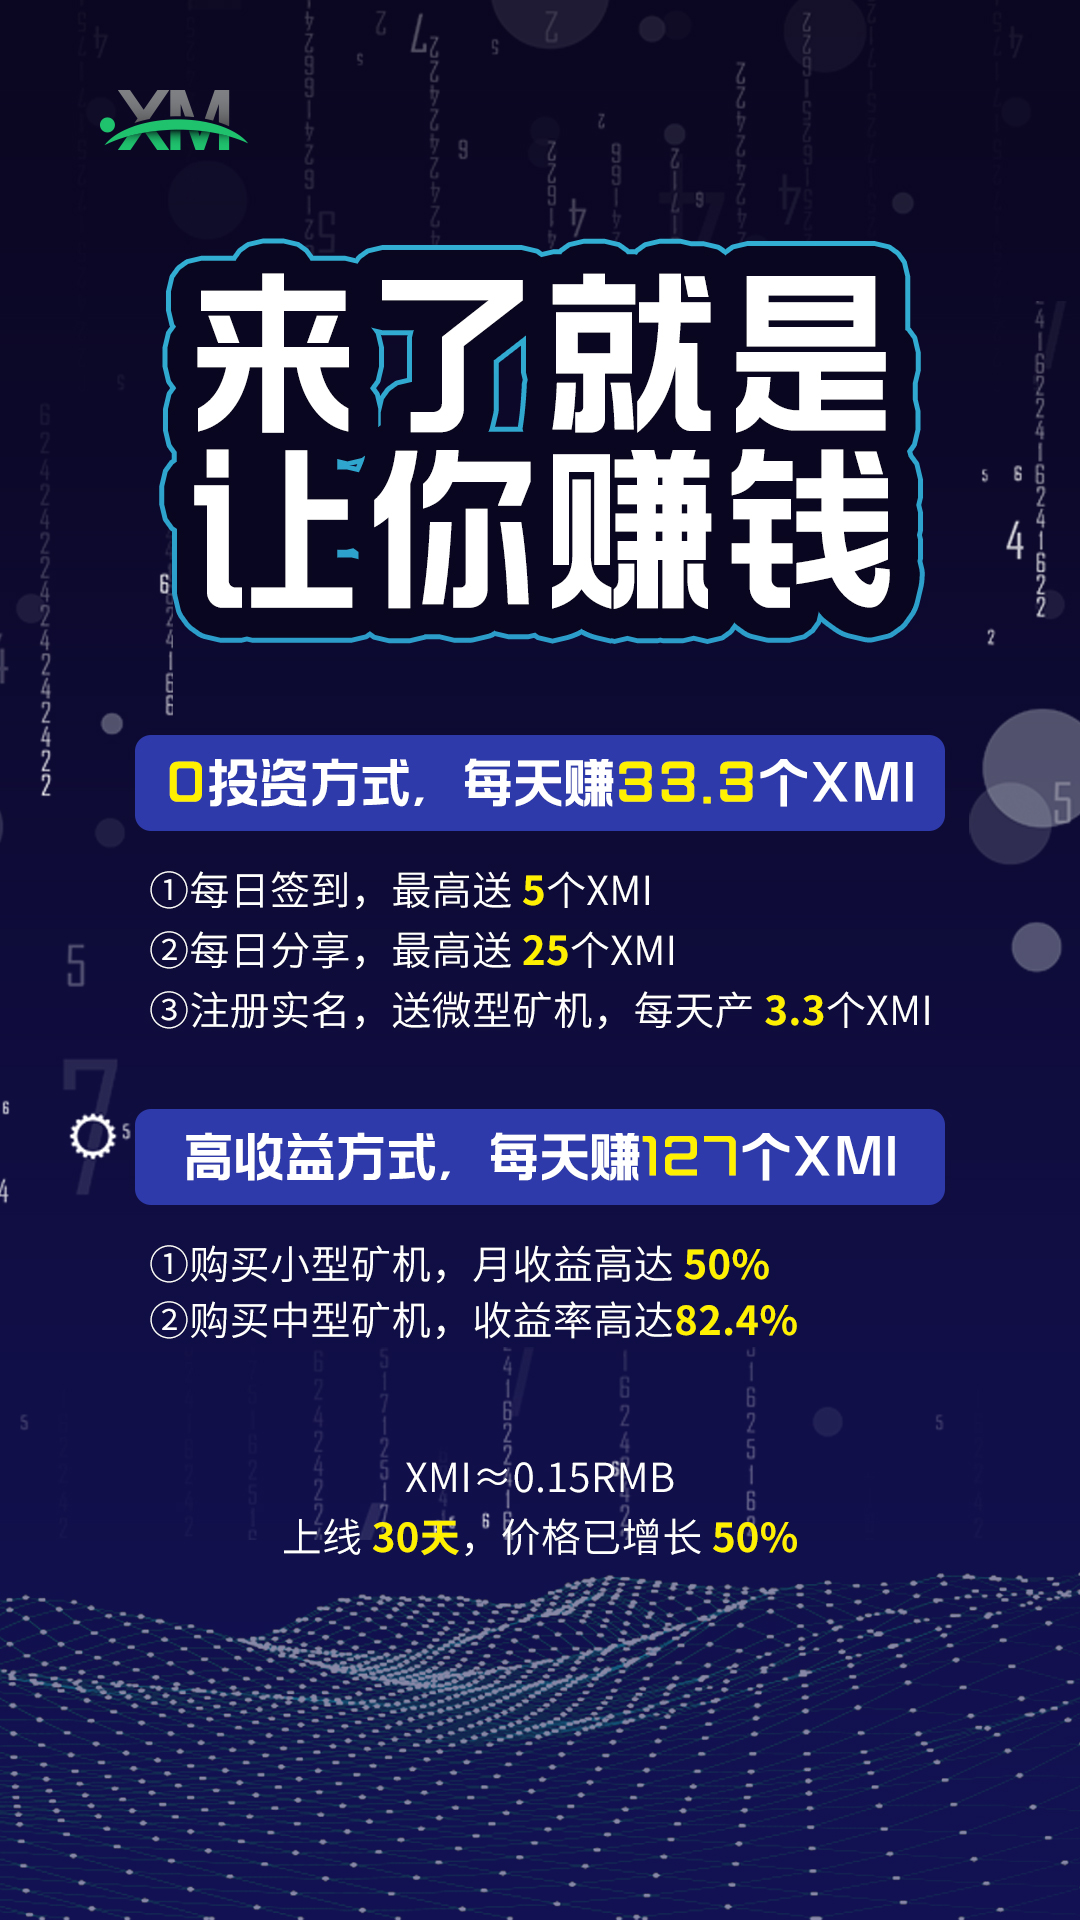 XM
来了就是
让你赚钱
0投资方式，每天赚33.3个XMI
①每日签到，最高送 5个XMI
②每日分享，最高送 25个XMI
③注册实名，送微型矿机，每天产 3.3个XMI
高收益方式，每天赚127个XMI
①购买小型矿机，月收益高达 50%
②购买中型矿机，收益率高达82.4%
XMI≈0.15RMB
上线 30天，价格已增长 50%